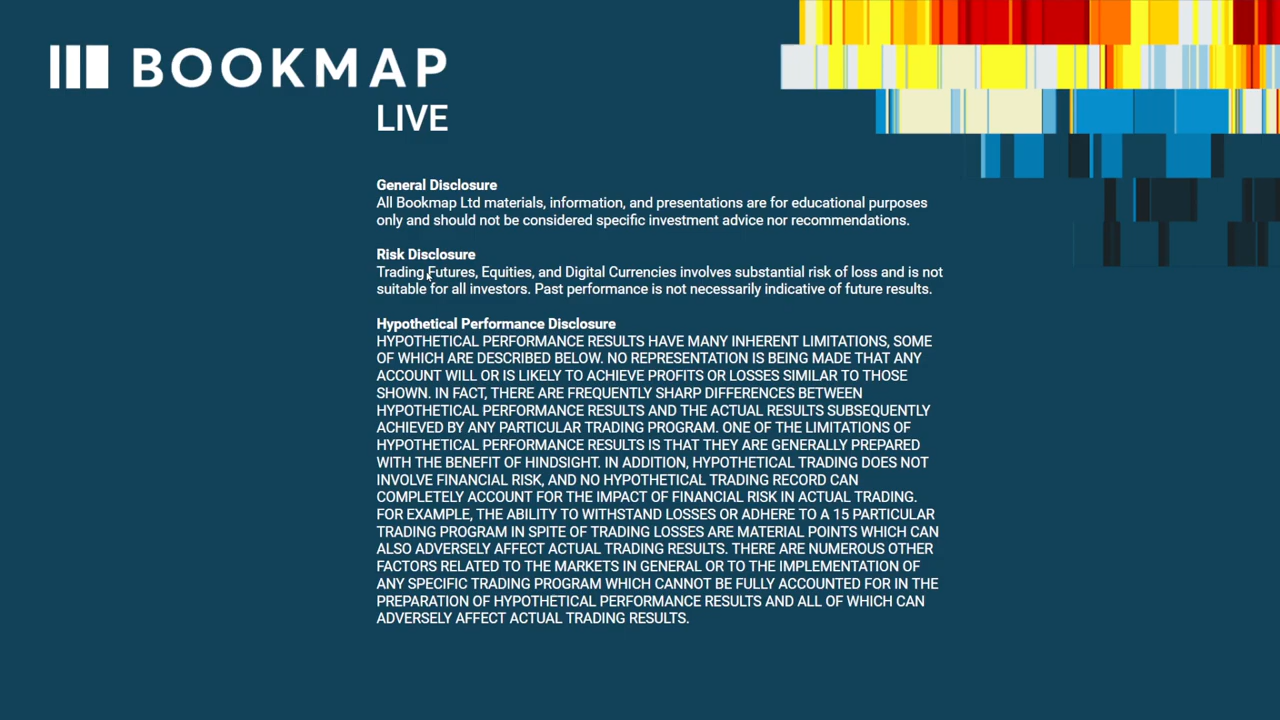 BOOKMAP
LIVE
General Disclosure
All Bookmap Ltd materials, information, and presentations are for educational purposes
only and should not be considered specific investment advice nor recommendations.
Risk Disclosure
Trading Futures, Equities, and Digital Currencies involves substantial risk of loss and is not
suitable for all investors. Past performance is not necessarily indicative of future results.
Hypothetical Performance Disclosure
HYPOTHETICAL PERFORMANCE RESULTS HAVE MANY INHERENT LIMITATIONS, SOME
OF WHICH ARE DESCRIBED BELOW. NO REPRESENTATION IS BEING MADE THAT ANY
ACCOUNT WILL OR IS LIKELY TO ACHIEVE PROFITS OR LOSSES SIMILAR TO THOSE
SHOWN. IN FACT, THERE ARE FREQUENTLY SHARP DIFFERENCES BETWEEN
HYPOTHETICAL PERFORMANCE RESULTS AND THE ACTUAL RESULTS SUBSEQUENTLY
ACHIEVED BY ANY PARTICULAR TRADING PROGRAM. ONE OF THE LIMITATIONS OF
HYPOTHETICAL PERFORMANCE RESULTS IS THAT THEY ARE GENERALLY PREPARED
WITH THE BENEFIT OF HINDSIGHT. IN ADDITION, HYPOTHETICAL TRADING DOES NOT
INVOLVE FINANCIAL RISK, AND NO HYPOTHETICAL TRADING RECORD CAN
COMPLETELY ACCOUNT FOR THE IMPACT OF FINANCIAL RISK IN ACTUAL TRADING.
FOR EXAMPLE, THE ABILITY TO WITHSTAND LOSSES OR ADHERE TO A 15 PARTICULAR
TRADING PROGRAM IN SPITE OF TRADING LOSSES ARE MATERIAL POINTS WHICH CAN
ALSO ADVERSELY AFFECT ACTUAL TRADING RESULTS. THERE ARE NUMEROUS OTHER
FACTORS RELATED TO THE MARKETS IN GENERAL OR TO THE IMPLEMENTATION OF
ANY SPECIFIC TRADING PROGRAM WHICH CANNOT BE FULLY ACCOUNTED FOR IN THE
PREPARATION OF HYPOTHETICAL PERFORMANCE RESULTS AND ALL OF WHICH CAN
ADVERSELY AFFECT ACTUAL TRADING RESULTS.